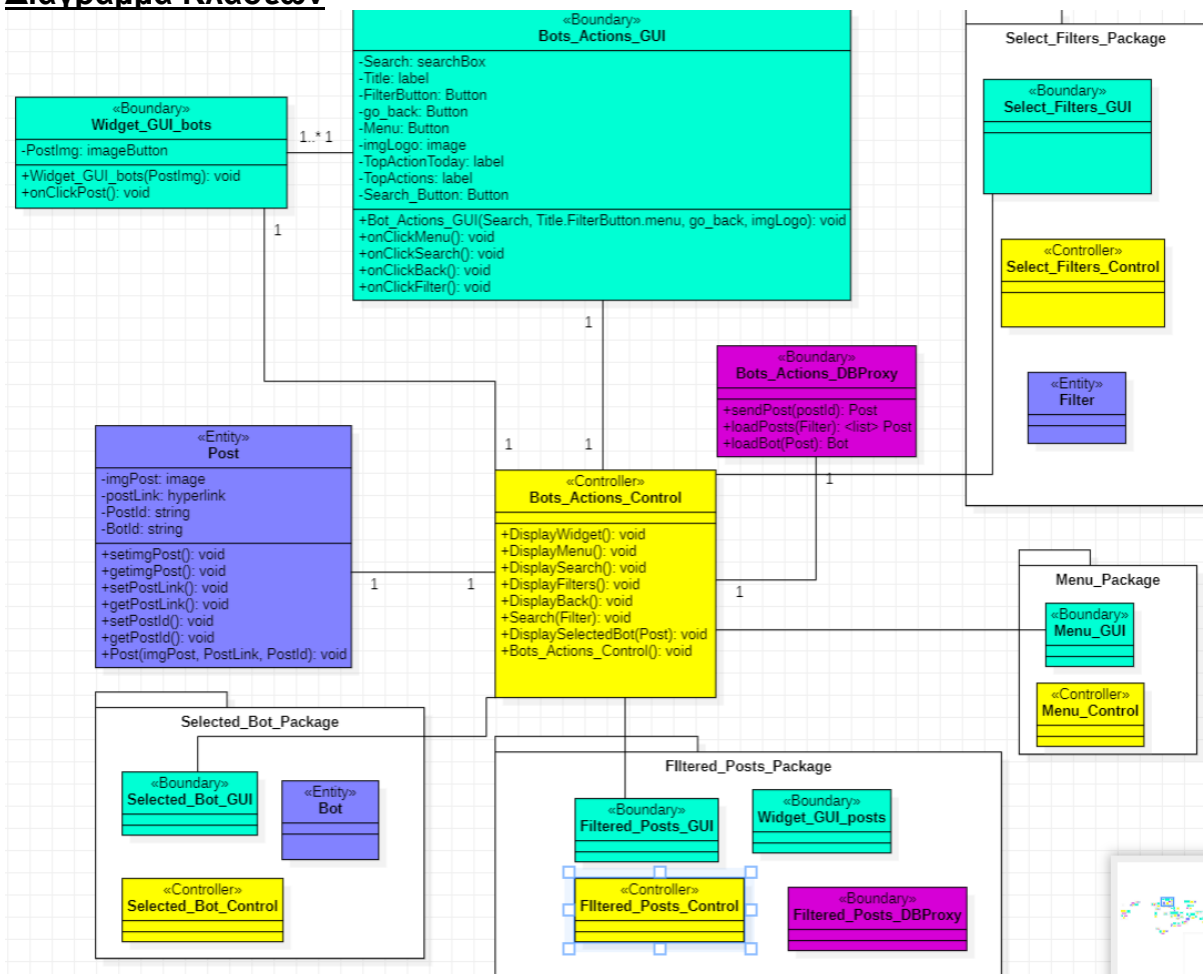 Διάγραμμα Κλάσεων
«Boundary»
Bots_Actions_GUI
-Search: searchBox
-Title: label
-FilterButton: Button
-go_back: Button
-Menu: Button
-imgLogo: image
-TopActionToday: label
-TopActions: label
-Search_Button: Button
+Bot_Actions_GUI(Search, Title.FilterButton.menu, go_back, imgLogo): void
+onClickMenu(): void
+onClickSearch(): void
+onClickBack(): void
+onClickFilter(): void
«Boundary»
Widget_GUI_bots
-PostImg: imageButton
+Widget_GUI_bots(PostImg): void
+onClickPost(): void
1..* 1
1
1
1
1
Select_Filters_Package
«Boundary»
Select_Filters_GUI
«Controller»
Select_Filters_Control
«Entity»
Filter
«Boundary»
Bots_Actions_DBProxy
+sendPost(postId): Post
+loadPosts(Filter): <list> Post
+loadBot(Post): Bot
1
1
«Entity»
Post
-imgPost: image
-postLink: hyperlink
-PostId: string
-BotId: string
+setimgPost(): void
+getimgPost(): void
+setPostLink(): void
+getPostLink(): void
+setPostId(): void
+getPostId(): void
+Post(imgPost, PostLink, PostId): void
1
1
«Controller»
Bots_Actions_Control
+DisplayWidget(): void
+DisplayMenu(): void
+DisplaySearch(): void
+DisplayFilters(): void
+DisplayBack(): void
+Search(Filter): void
+DisplaySelectedBot(Post): void
+Bots_Actions_Control(): void
Menu_Package
«Boundary»
Menu_GUI
«Controller»
Menu_Control
Selected_Bot_Package
«Boundary»
Selected_Bot_GUI
«Entity»
Bot
«Controller»
Selected_Bot_Control
FIltered_Posts_Package
«Boundary»
Filtered_Posts_GUI
«Boundary»
Widget_GUI_posts
«Controller»
FIltered_Posts_Control
«Boundary»
Filtered_Posts_DBProxy